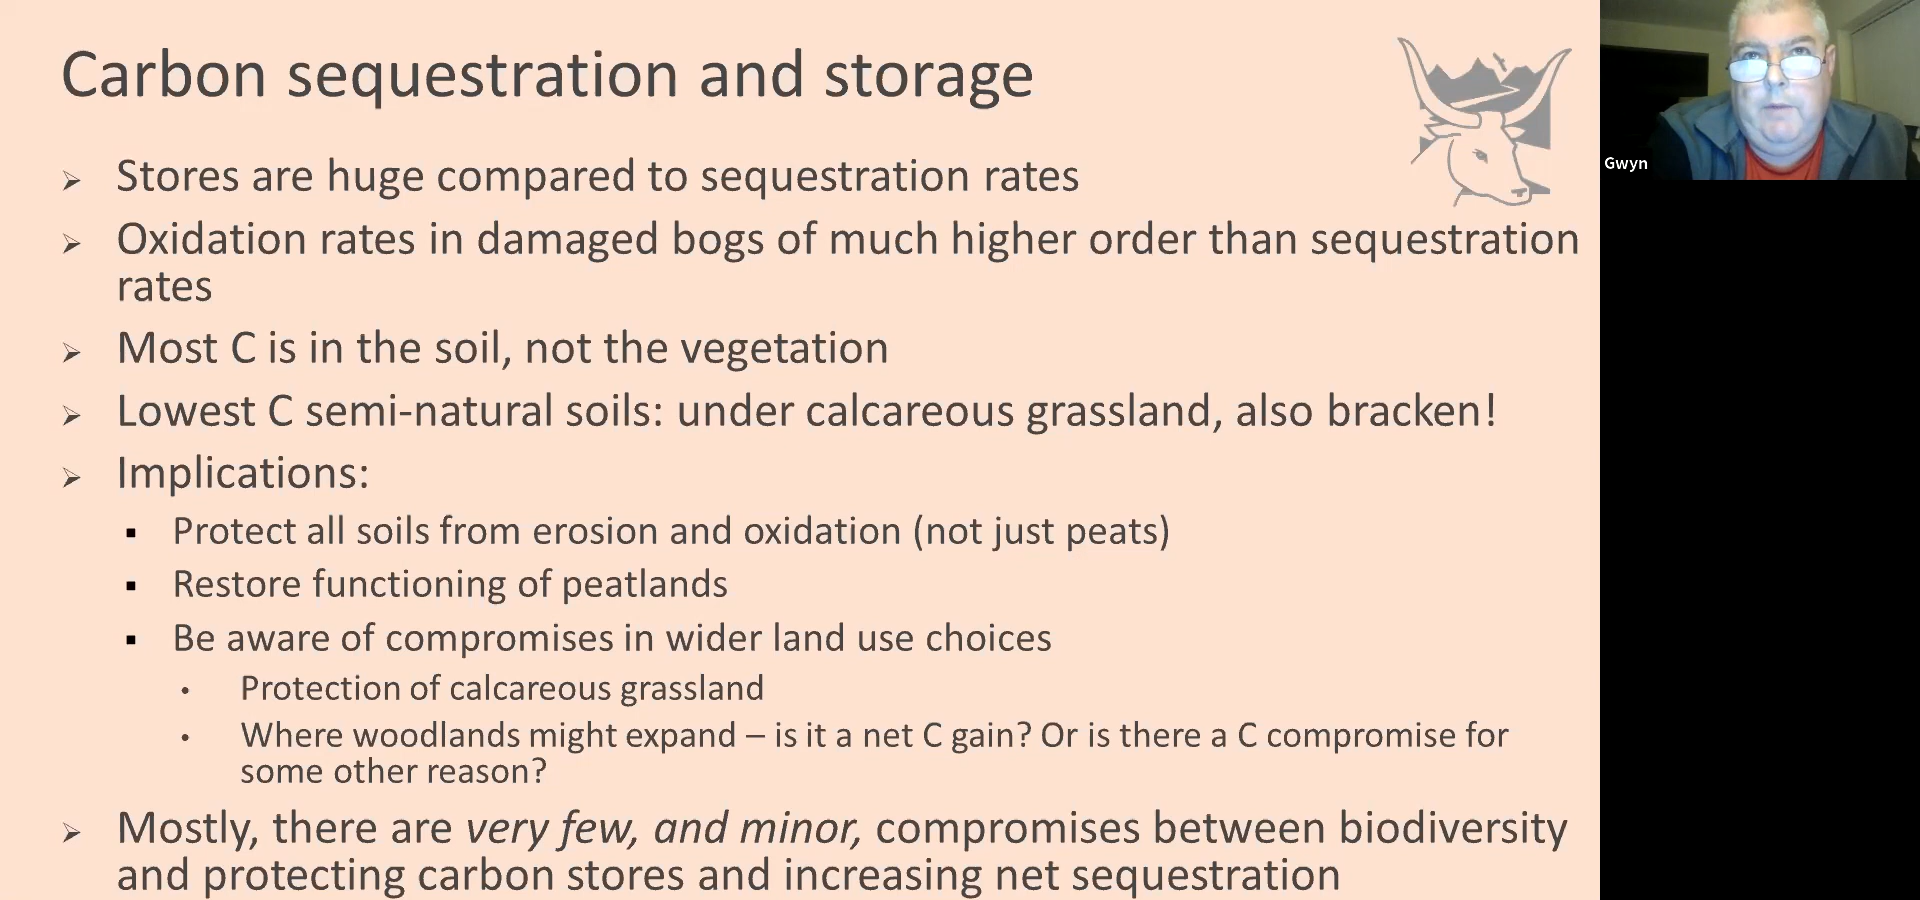 Carbon sequestration and storage
Stores are huge compared to sequestration rates
Oxidation rates in damaged bogs of much higher order than sequestration
rates
Most C is in the soil, not the vegetation
Lowest C semi-natural soils: under calcareous grassland, also bracken!
Implications:
Protect all soils from erosion and oxidation (not just peats)
Restore functioning of peatlands
Be aware of compromises in wider land use choices
Protection of calcareous grassland
Where woodlands might expand – is it a net C gain? Or is there a C compromise for
some other reason?
Mostly, there are very few, and minor, compromises between biodiversity
and protecting carbon stores and increasing net sequestration
Gwyn